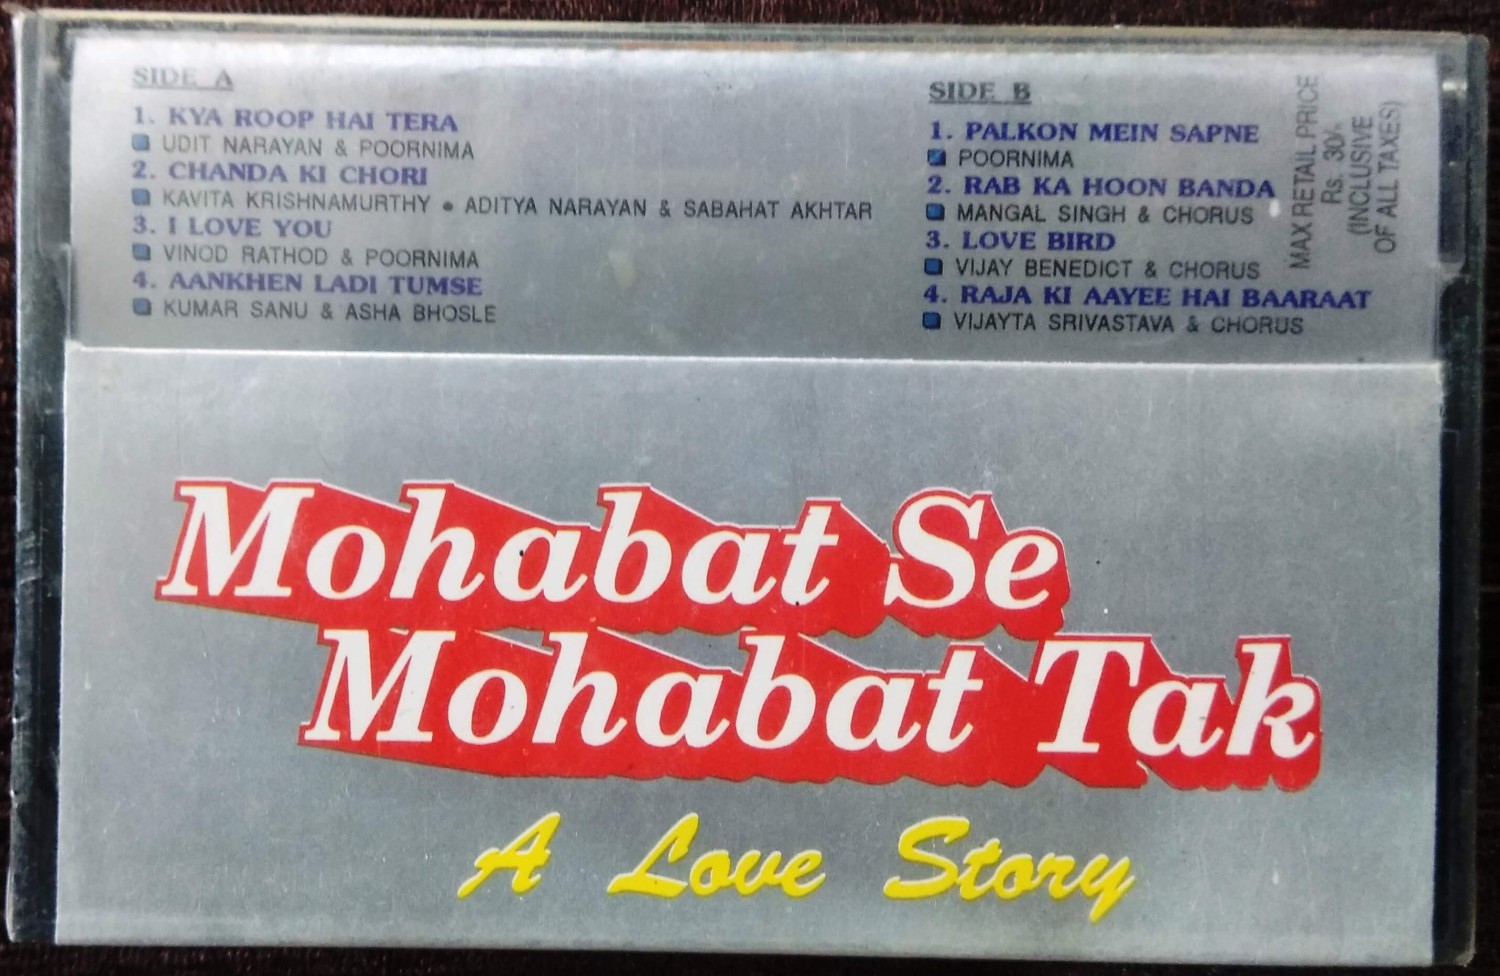 SIDE A
1. KYA ROOP HAI TERA
UDIT NARAYAN & POORNIMA
2. CHANDA KI CHORI
KAVITA KRISHNAMURTHY • ADITYA NARAYAN & SABAHAT AKHTAR
3. I LOVE YOU
VINOD RATHOD & POORNIMA
4. AANKHEN LADI TUMSE
KUMAR SANU & ASHA BHOSLE
SIDE B
1. PALKON MEIN SAPNE
POORNIMA
2. RAB KA HOON BANDA
MANGAL SINGH & CHORUS
3. LOVE BIRD
VIJAY BENEDICT & CHORUS
4. RAJA KI AAYEE HAI BAARAAT
VIJAYTA SRIVASTAVA & CHORUS
MAX RETAIL PRICE
Rs. 30/-
(INCLUSIVE
OF ALL TAXES)
Mohabat Se
Mohabat Tak
A Love Story